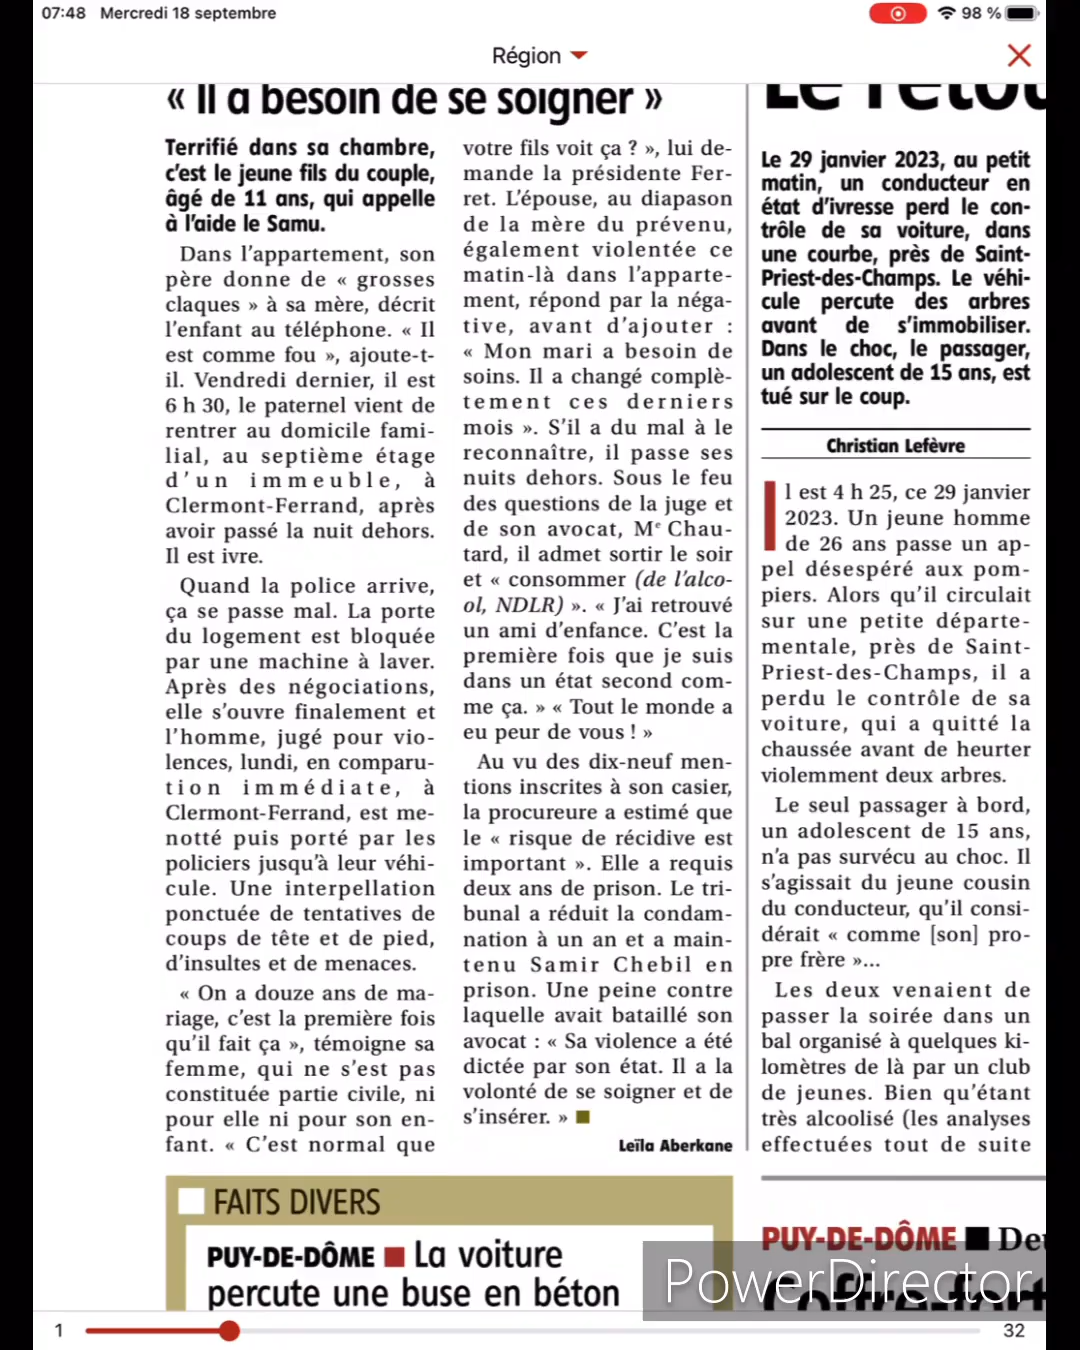 07:48 Mercredi 18 septembre
98 %
Région
« Il a besoin de se soigner »
Terrifié dans sa chambre,
c’est le jeune fils du couple,
âgé de 11 ans, qui appelle
à l’aide le Samu.
Dans l’appartement, son
père donne de « grosses
claques » à sa mère, décrit
l’enfant au téléphone. « Il
est comme fou », ajoute-t-
il. Vendredi dernier, il est
6 h 30, le paternel vient de
rentrer au domicile fami-
lial, au septième étage
d’un immeuble, à
Clermont-Ferrand, après
avoir passé la nuit dehors.
Il est ivre.
Quand la police arrive,
ça se passe mal. La porte
du logement est bloquée
par une machine à laver.
Après des négociations,
elle s’ouvre finalement et
l’homme, jugé pour vio-
lences, lundi, en comparu-
tion immédiate, à
Clermont-Ferrand, est me-
notté puis porté par les
policiers jusqu’à leur véhi-
cule. Une interpellation
ponctuée de tentatives de
coups de tête et de pied,
d’insultes et de menaces.
« On a douze ans de ma-
riage, c’est la première fois
qu’il fait ça », témoigne sa
femme, qui ne s’est pas
constituée partie civile, ni
pour elle ni pour son en-
fant. « C’est normal que
votre fils voit ça ? », lui de-
mande la présidente Fer-
ret. L’épouse, au diapason
de la mère du prévenu,
également violentée ce
matin-là dans l’apparte-
ment, répond par la néga-
tive, avant d’ajouter :
« Mon mari a besoin de
soins. Il a changé complè-
tement ces derniers
mois ». S’il a du mal à le
reconnaître, il passe ses
nuits dehors. Sous le feu
des questions de la juge et
de son avocat, Me Chau-
tard, il admet sortir le soir
et « consommer (de l’alco-
ol, NDLR) ». « J’ai retrouvé
un ami d’enfance. C’est la
première fois que je suis
dans un état second com-
me ça. » « Tout le monde a
eu peur de vous ! »
Au vu des dix-neuf men-
tions inscrites à son casier,
la procureure a estimé que
le « risque de récidive est
important ». Elle a requis
deux ans de prison. Le tri-
bunal a réduit la condam-
nation à un an et a main-
tenu Samir Chebil en
prison. Une peine contre
laquelle avait bataillé son
avocat : « Sa violence a été
dictée par son état. Il a la
volonté de se soigner et de
s’insérer. »
Leïla Aberkane
FAITS DIVERS
PUY-DE-DÔME ■ La voiture
percute une buse en béton
Le retou
Le 29 janvier 2023, au petit
matin, un conducteur en
état d’ivresse perd le con-
trôle de sa voiture, dans
une courbe, près de Saint-
Priest-des-Champs. Le véhi-
cule percute des arbres
avant de s’immobiliser.
Dans le choc, le passager,
un adolescent de 15 ans, est
tué sur le coup.
Christian Lefèvre
Il est 4 h 25, ce 29 janvier
2023. Un jeune homme
de 26 ans passe un ap-
pel désespéré aux pom-
piers. Alors qu’il circulait
sur une petite départe-
mentale, près de Saint-
Priest-des-Champs, il a
perdu le contrôle de sa
voiture, qui a quitté la
chaussée avant de heurter
violemment deux arbres.
Le seul passager à bord,
un adolescent de 15 ans,
n’a pas survécu au choc. Il
s’agissait du jeune cousin
du conducteur, qu’il consi-
dérait « comme [son] pro-
pre frère »...
Les deux venaient de
passer la soirée dans un
bal organisé à quelques ki-
lomètres de là par un club
de jeunes. Bien qu’étant
très alcoolisé (les analyses
effectuées tout de suite
PUY-DE-DÔME ■ De
Coffre-fort
PowerDirector
1
32